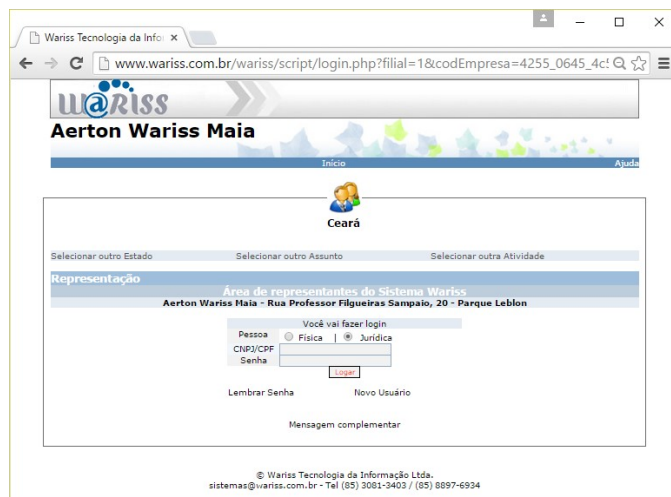 Wariss Tecnologia da Infor
www.wariss.com.br/wariss/script/login.php?filial=1&codEmpresa=4255_0645_4c
w@RISS
Aerton Wariss Maia
Início
Ajuda
Ceará
Selecionar outro Estado
Selecionar outro Assunto
Selecionar outra Atividade
Representação
Área de representantes do Sistema Wariss
Aerton Wariss Maia - Rua Professor Filgueiras Sampaio, 20 - Parque Leblon
Você vai fazer login
Pessoa Física | Jurídica
CNPJ/CPF
Senha
Logar
Lembrar Senha
Novo Usuário
Mensagem complementar
© Wariss Tecnologia da Informação Ltda.
sistemas@wariss.com.br - Tel (85) 3081-3403 / (85) 8897-6934